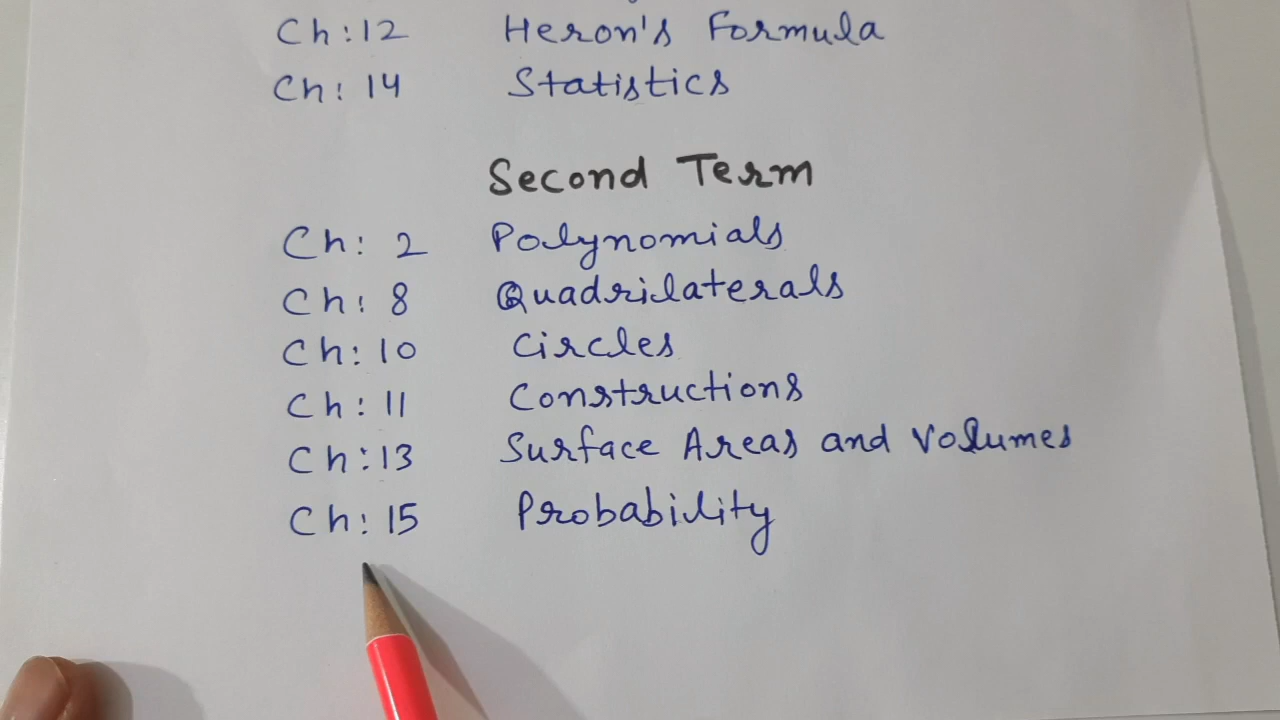 Ch:12 Heron's Formula
Ch: 14 Statistics
Second Term
Ch: 2 Polynomials
Ch: 8 Quadrilaterals
Ch: 10 Circles
Ch: 11 Constructions
Ch:13 Surface Areas and Volumes
Ch: 15 Probability